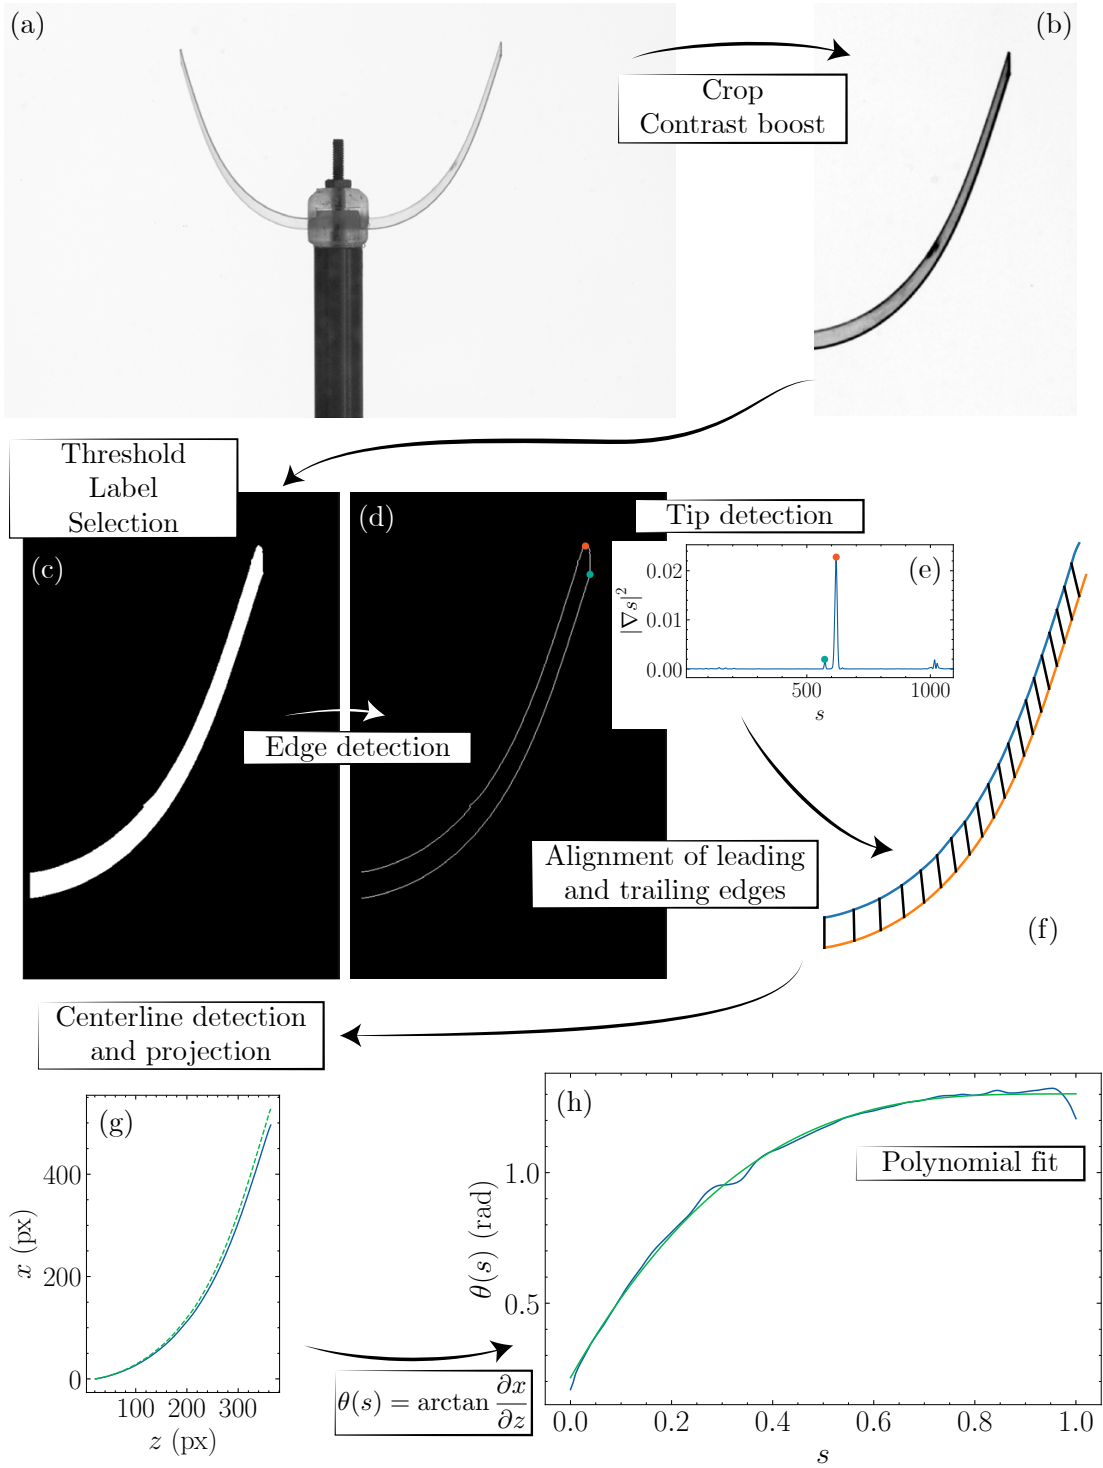 (a)
(b)
Crop
Contrast boost
Threshold
Label
Selection
(c)
(d)
Tip detection
(e)
0.02
0.01
0.00
|∇s|²
500
1000
s
Edge detection
Alignment of leading
and trailing edges
(f)
Centerline detection
and projection
(g)
400
200
0
x (px)
100
200
300
z (px)
θ(s) = arctan ∂x/∂z
(h)
Polynomial fit
1.0
0.5
θ(s) (rad)
0.0
0.2
0.4
0.6
0.8
1.0
s